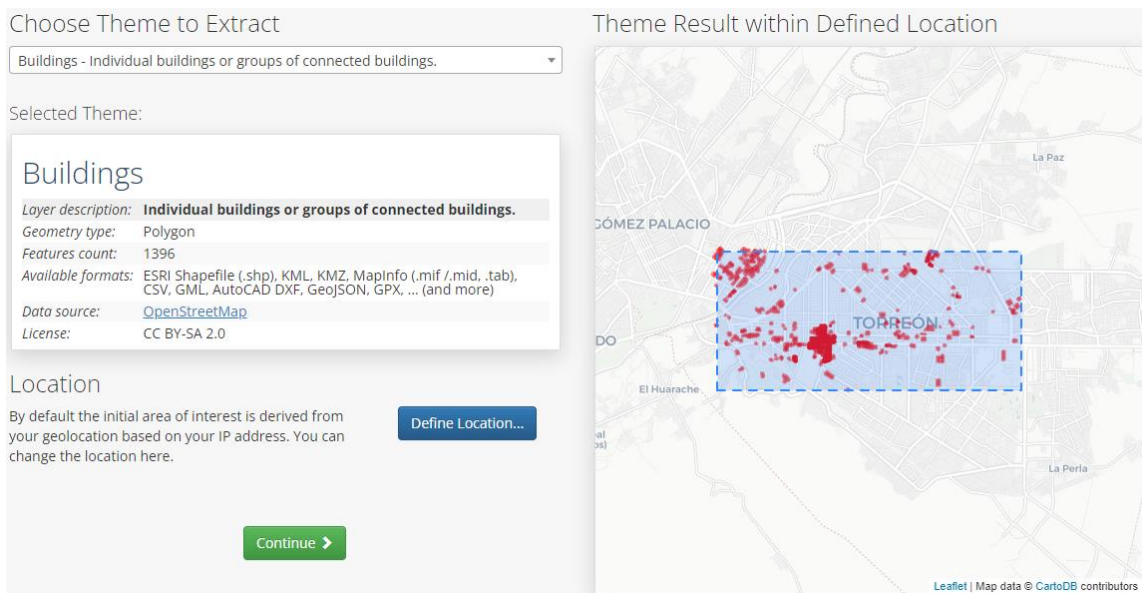 Choose Theme to Extract
Buildings - Individual buildings or groups of connected buildings.
Selected Theme:
Buildings
Layer description: Individual buildings or groups of connected buildings.
Geometry type: Polygon
Features count: 1396
Available formats: ESRI Shapefile (.shp), KML, KMZ, MapInfo (.mif /.mid, .tab),
CSV, GML, AutoCAD DXF, GeoJSON, GPX, ... (and more)
Data source: OpenStreetMap
License: CC BY-SA 2.0
Location
By default the initial area of interest is derived from
your geolocation based on your IP address. You can
change the location here.
Define Location...
Continue
Theme Result within Defined Location
La Paz
GÓMEZ PALACIO
TORREÓN
DO
El Huarache
al
os)
La Perla
Leaflet | Map data © CartoDB contributors